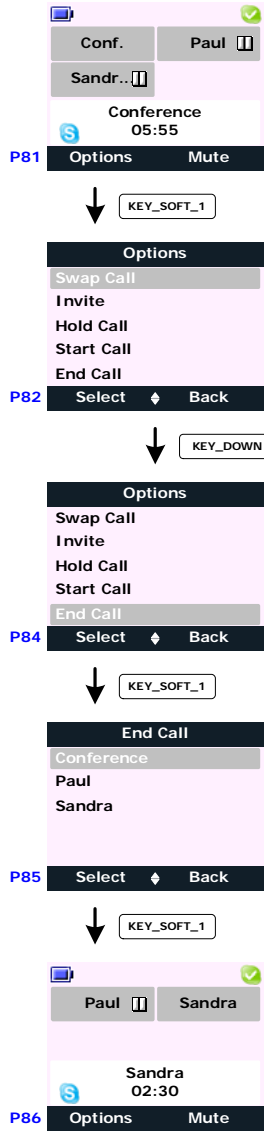 Conf. Paul
Sandr...
Conference
05:55
P81 Options Mute
KEY_SOFT_1
Options
Swap Call
Invite
Hold Call
Start Call
End Call
P82 Select Back
KEY_DOWN
Options
Swap Call
Invite
Hold Call
Start Call
End Call
P84 Select Back
KEY_SOFT_1
End Call
Conference
Paul
Sandra
P85 Select Back
KEY_SOFT_1
Paul Sandra
Sandra
02:30
P86 Options Mute